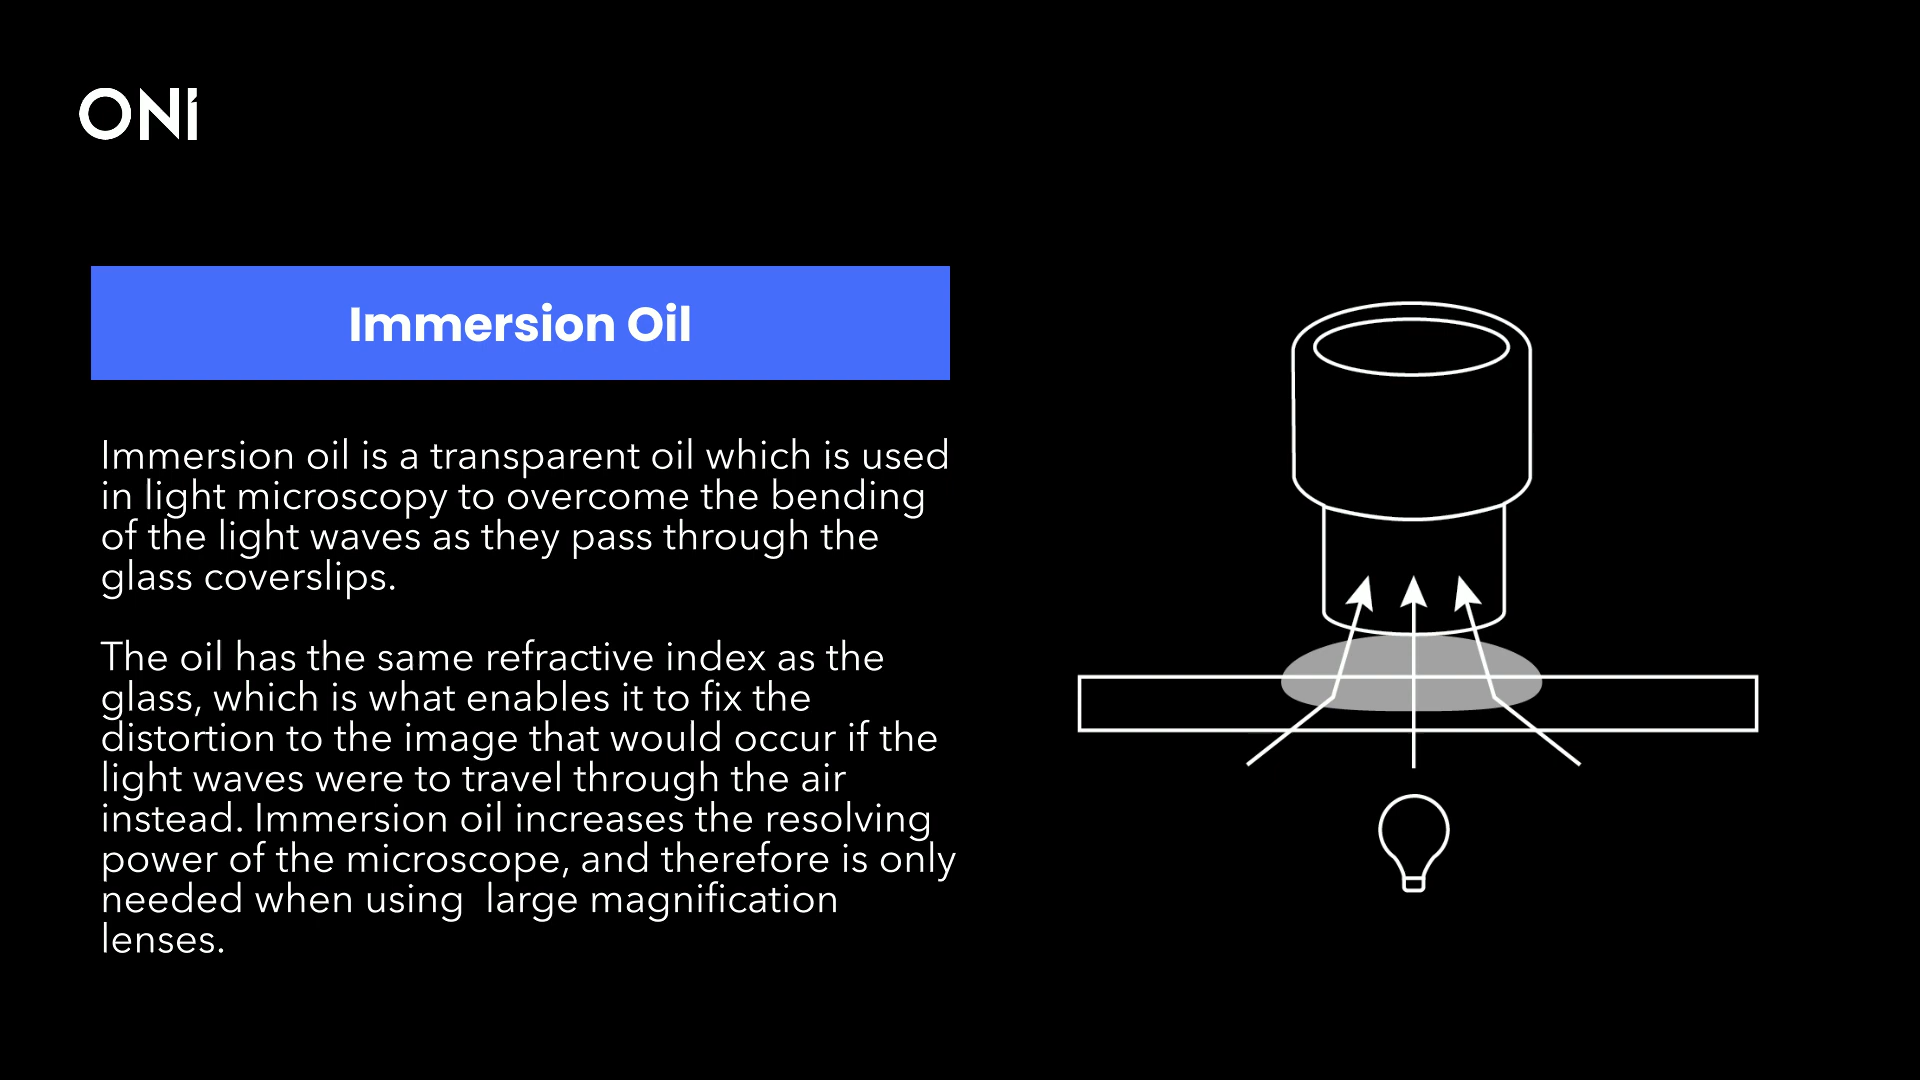 ONi
Immersion Oil
Immersion oil is a transparent oil which is used
in light microscopy to overcome the bending
of the light waves as they pass through the
glass coverslips.
The oil has the same refractive index as the
glass, which is what enables it to fix the
distortion to the image that would occur if the
light waves were to travel through the air
instead. Immersion oil increases the resolving
power of the microscope, and therefore is only
needed when using  large magnification
lenses.